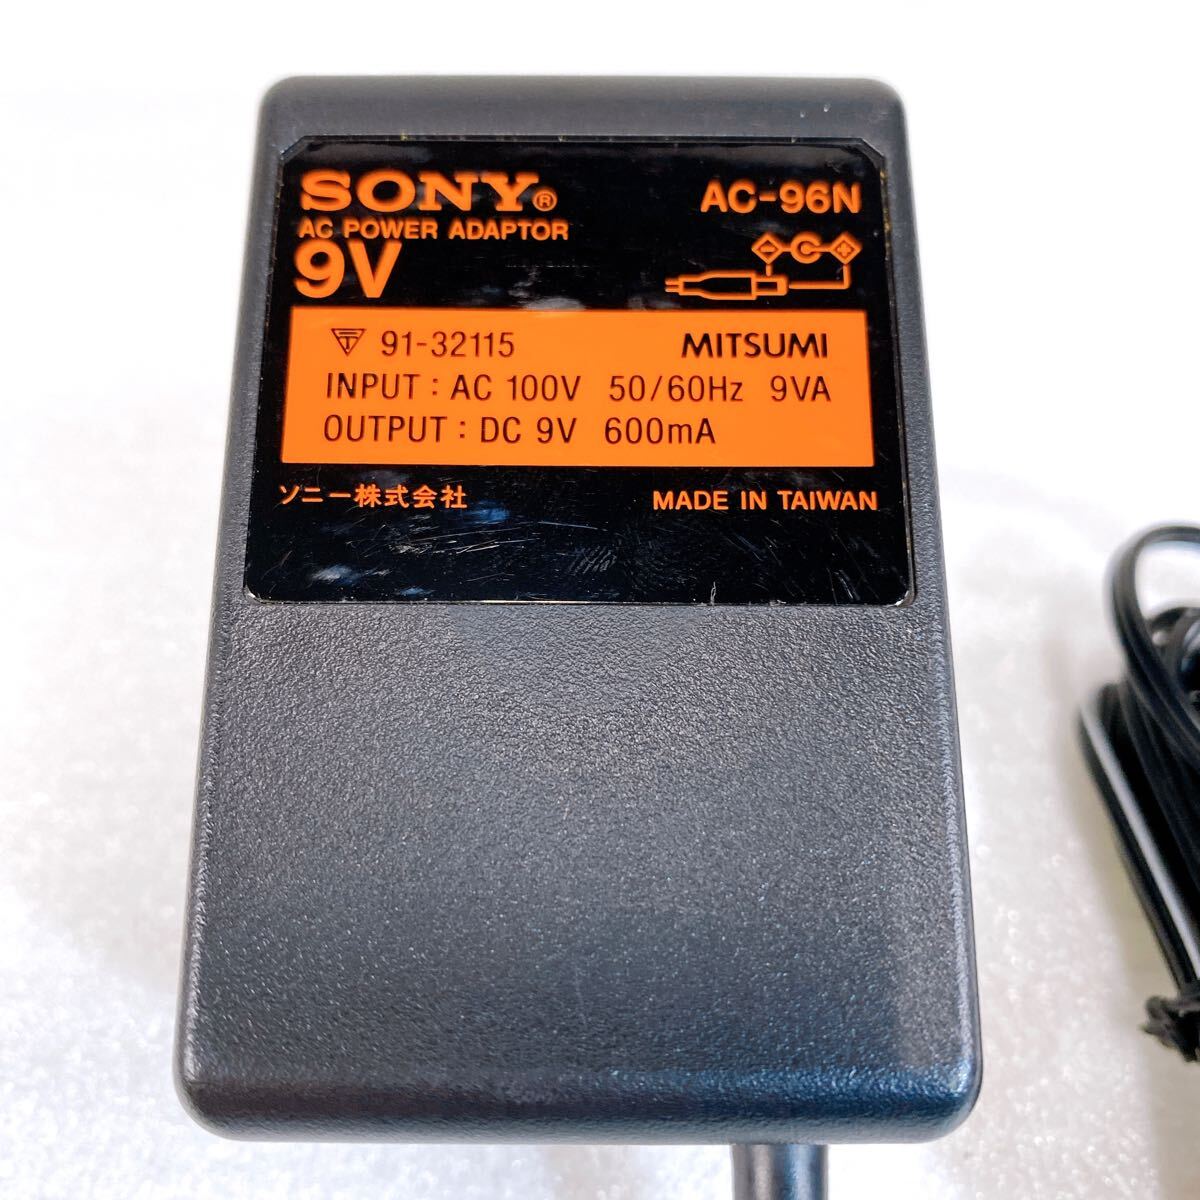 SONY®
AC POWER ADAPTOR
9V
AC-96N
- C +
T 91-32115 MITSUMI
INPUT : AC 100V 50/60Hz 9VA
OUTPUT : DC 9V 600mA
ソニー株式会社 MADE IN TAIWAN